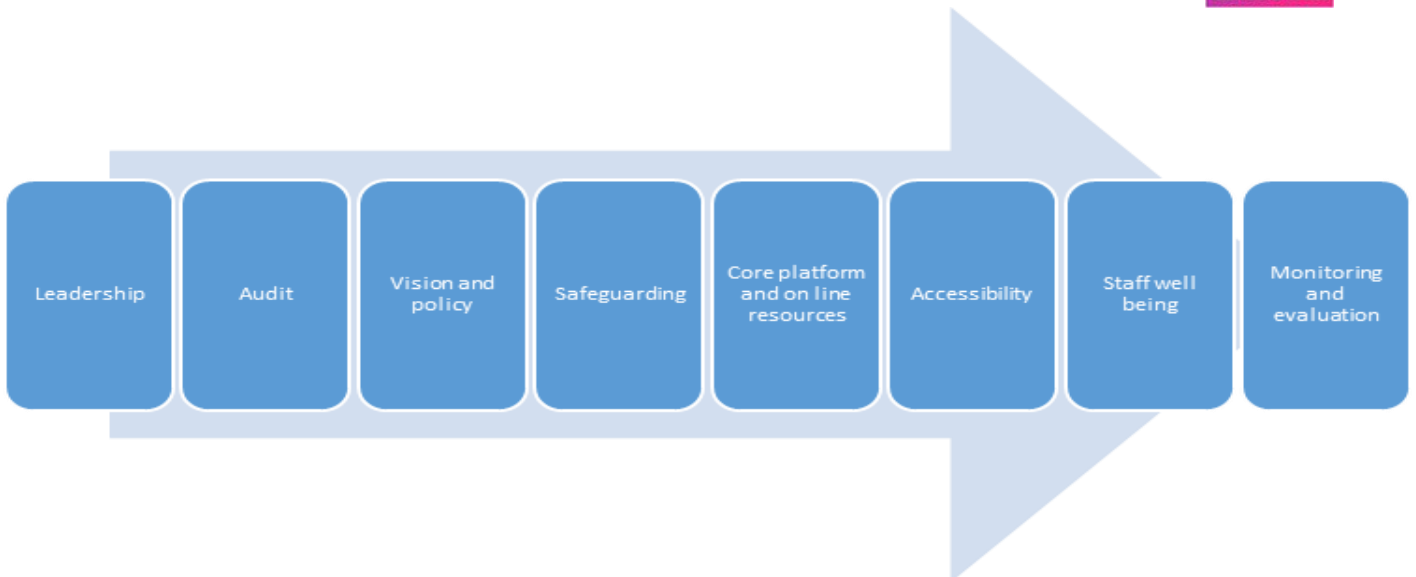 Leadership
Audit
Vision and
policy
Safeguarding
Core platform
and on line
resources
Accessibility
Staff well
being
Monitoring
and
evaluation